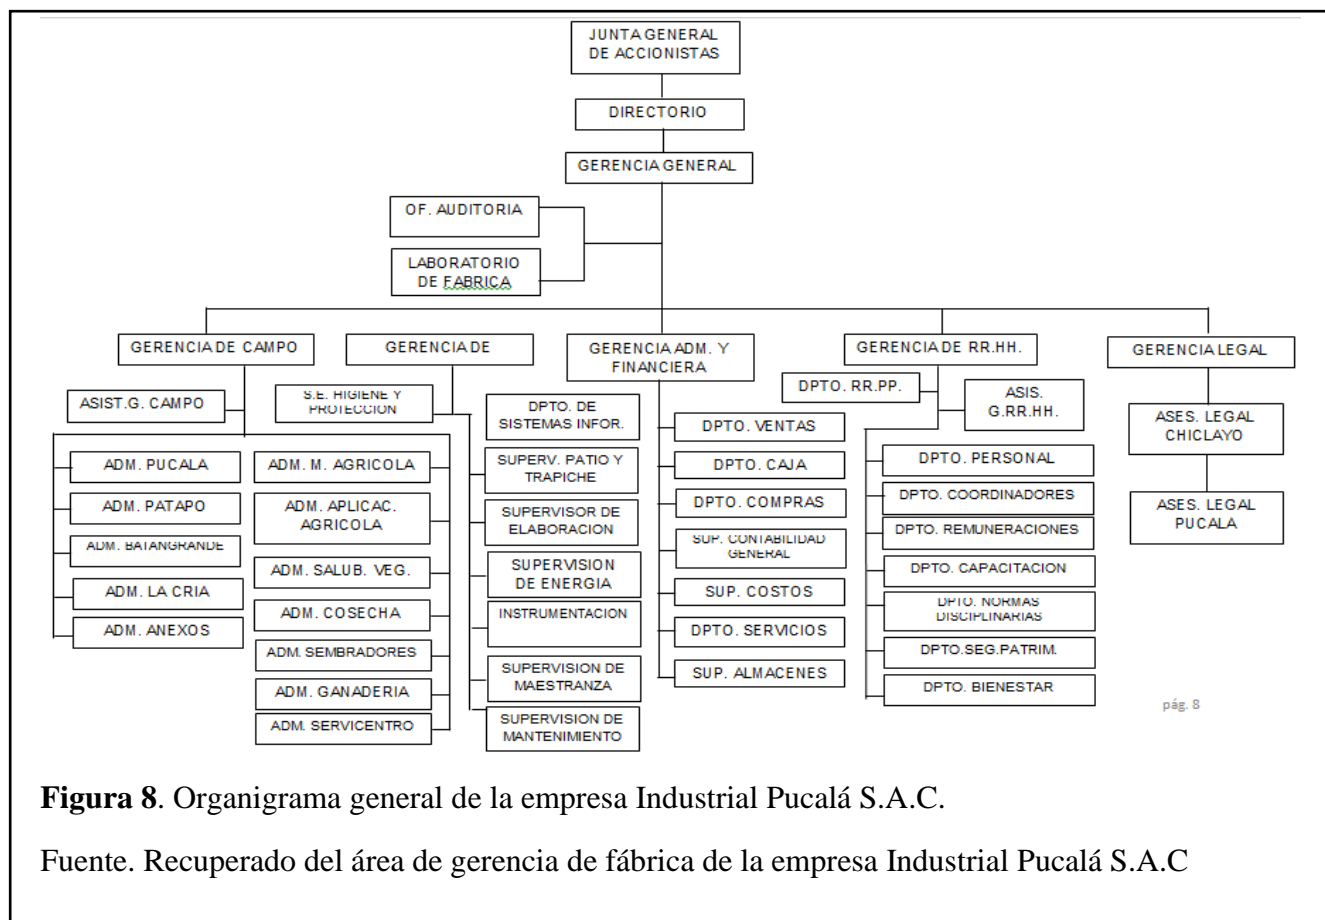 JUNTA GENERAL
DE ACCIONISTAS
DIRECTORIO
GERENCIA GENERAL
OF. AUDITORIA
LABORATORIO
DE FABRICA
GERENCIA DE CAMPO
GERENCIA DE
GERENCIA ADM. Y
FINANCIERA
GERENCIA DE RR.HH.
GERENCIA LEGAL
ASIST.G. CAMPO
ADM. PUCALA
ADM. PATAPO
ADM. BATANGRANDE
ADM. LA CRIA
ADM. ANEXOS
ADM. M. AGRICOLA
ADM. APLICAC.
AGRICOLA
ADM. SALUB. VEG.
ADM. COSECHA
ADM. SEMBRADORES
ADM. GANADERIA
ADM. SERVICENTRO
S.E. HIGIENE Y
PROTECCION
DPTO. DE
SISTEMAS INFOR.
SUPERV. PATIO Y
TRAPICHE
SUPERVISOR DE
ELABORACION
SUPERVISION
DE ENERGIA
INSTRUMENTACION
SUPERVISION DE
MAESTRANZA
SUPERVISION DE
MANTENIMIENTO
DPTO. VENTAS
DPTO. CAJA
DPTO. COMPRAS
SUP. CONTABILIDAD
GENERAL
SUP. COSTOS
DPTO. SERVICIOS
SUP. ALMACENES
DPTO. RR.PP.
ASIS.
G.RR.HH.
DPTO. PERSONAL
DPTO. COORDINADORES
DPTO. REMUNERACIONES
DPTO. CAPACITACION
DPTO. NORMAS
DISCIPLINARIAS
DPTO.SEG.PATRIM.
DPTO. BIENESTAR
ASES. LEGAL
CHICLAYO
ASES. LEGAL
PUCALA
pág. 8
Figura 8. Organigrama general de la empresa Industrial Pucalá S.A.C.
Fuente. Recuperado del área de gerencia de fábrica de la empresa Industrial Pucalá S.A.C